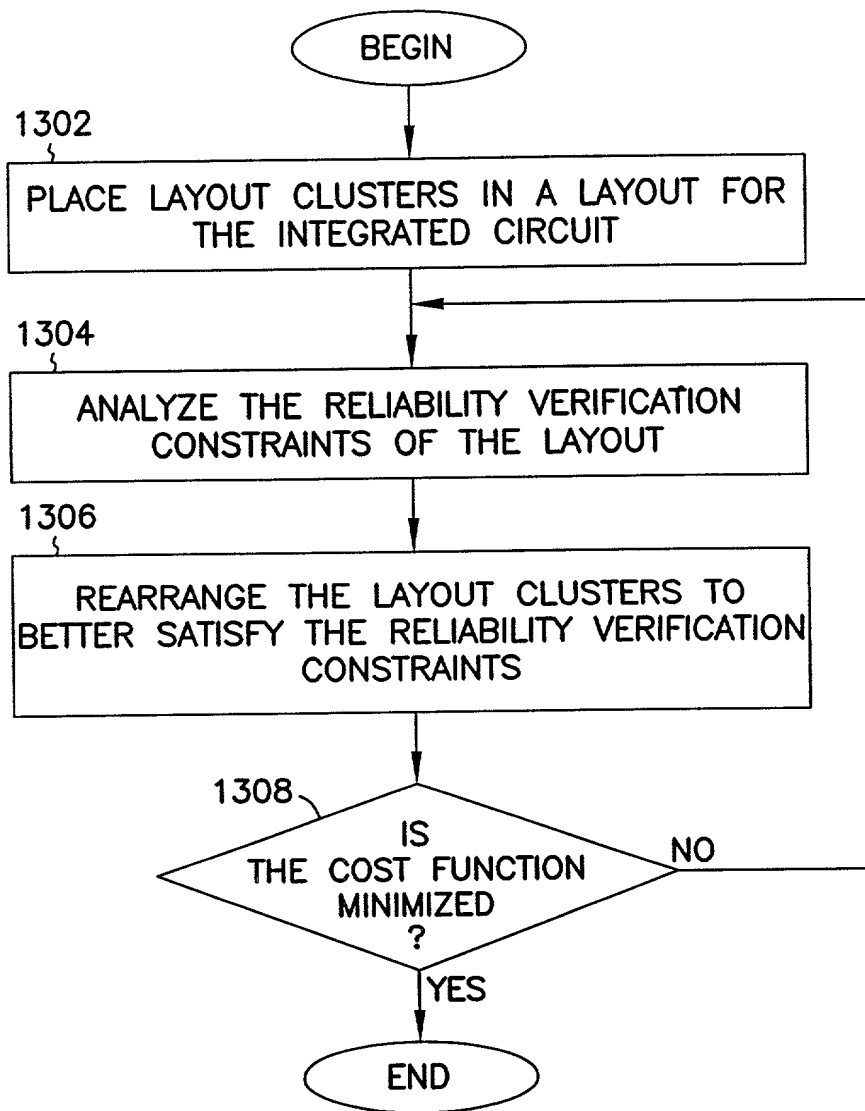 BEGIN
1302
PLACE LAYOUT CLUSTERS IN A LAYOUT FOR
THE INTEGRATED CIRCUIT
1304
ANALYZE THE RELIABILITY VERIFICATION
CONSTRAINTS OF THE LAYOUT
1306
REARRANGE THE LAYOUT CLUSTERS TO
BETTER SATISFY THE RELIABILITY VERIFICATION
CONSTRAINTS
1308
IS
THE COST FUNCTION
MINIMIZED
?
NO
YES
END